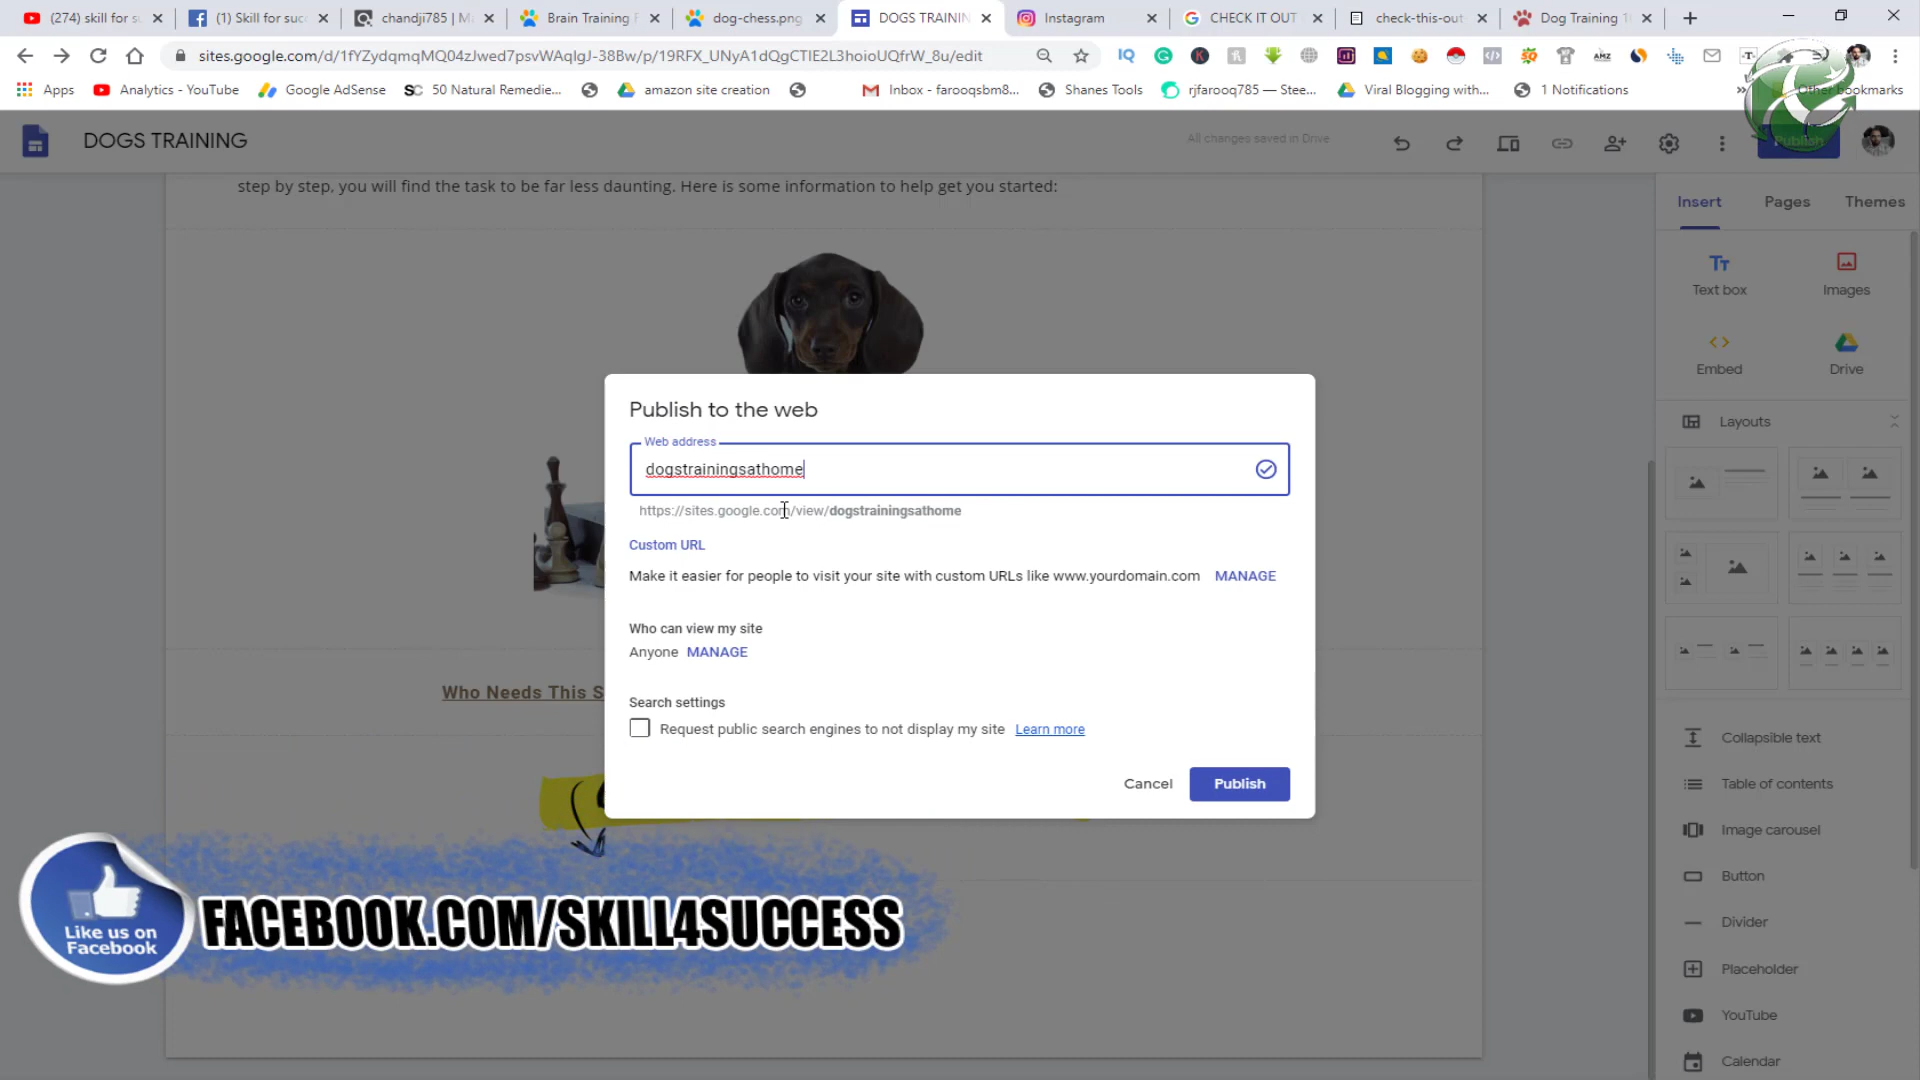 (274) skill for su
(1) Skill for succ
chandji785 | Ma
Brain Training F
dog-chess.png
DOGS TRAININ
Instagram
CHECK IT OUT
check-this-out-
Dog Training 1
sites.google.com/d/1fYZydqmqMQ04zJwed7psvWAqIgJ-38Bw/p/19RFX_UNyA1dQgCTIE2L3hoioUQfrW_8u/edit
Apps
Analytics - YouTube
Google AdSense
50 Natural Remedie...
amazon site creation
Inbox - farooqsbm8...
Shanes Tools
rjfarooq785 — Stee...
Viral Blogging with...
1 Notifications
Other bookmarks
DOGS TRAINING
All changes saved in Drive
Publish
step by step, you will find the task to be far less daunting. Here is some information to help get you started:
Insert
Pages
Themes
Text box
Images
Embed
Drive
Layouts
Publish to the web
Web address
dogstrainingsathome
https://sites.google.com/view/dogstrainingsathome
Custom URL
Make it easier for people to visit your site with custom URLs like www.yourdomain.com MANAGE
Who can view my site
Anyone MANAGE
Search settings
Request public search engines to not display my site Learn more
Cancel
Publish
Who Needs This S
Collapsible text
Table of contents
Image carousel
Button
Divider
Placeholder
YouTube
Calendar
Like us on
Facebook
FACEBOOK.COM/SKILL4SUCCESS